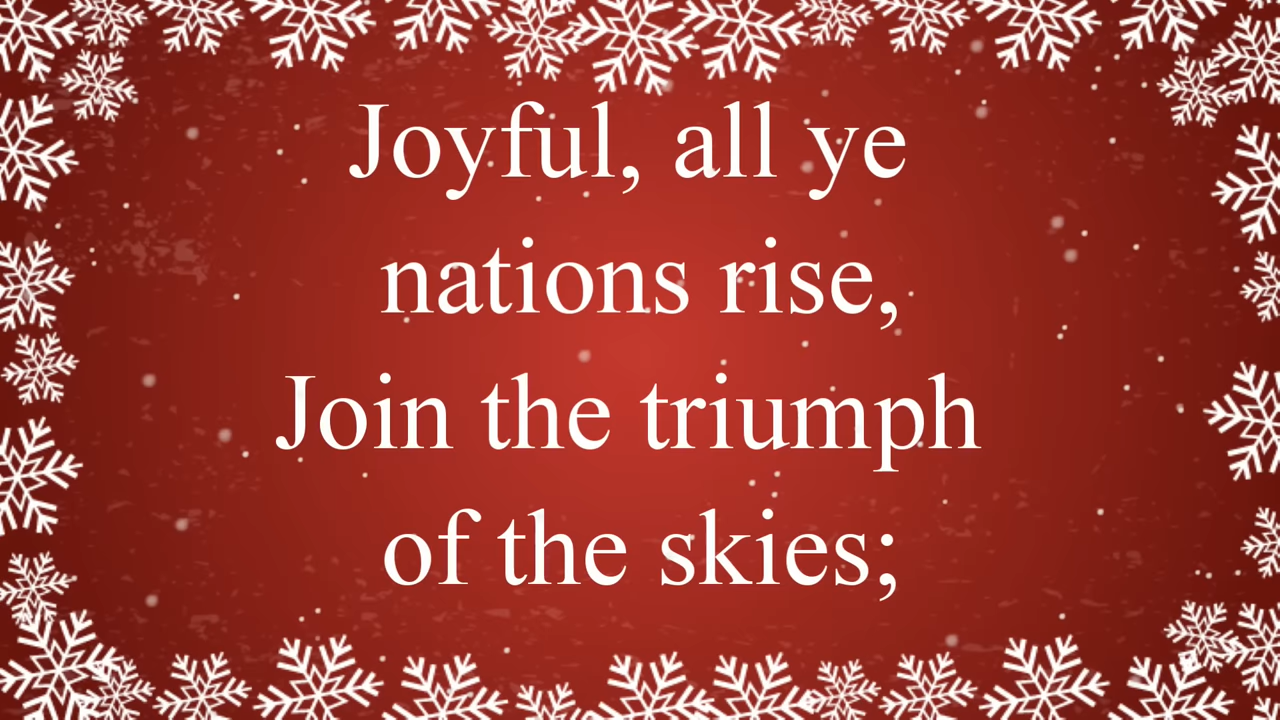 Joyful, all ye
nations rise,
Join the triumph
of the skies;